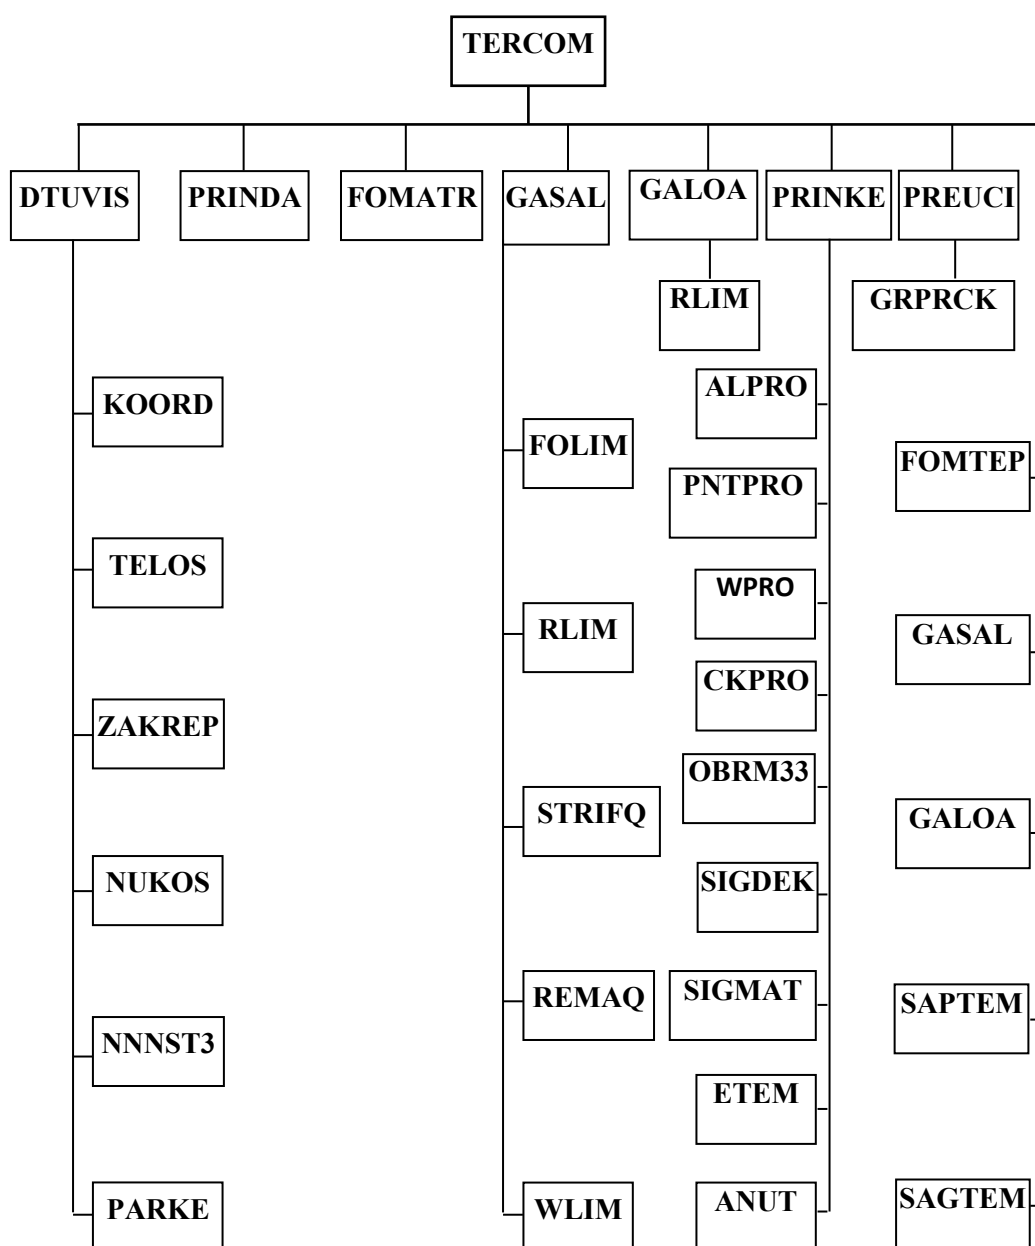 TERCOM
DTUVIS
PRINDA
FOMATR
GASAL
GALOA
PRINKE
PREUCI
RLIM
GRPRCK
KOORD
TELOS
ZAKREP
NUKOS
NNNST3
PARKE
FOLIM
RLIM
STRIFQ
REMAQ
WLIM
ALPRO
PNTPRO
WPRO
CKPRO
OBRM33
SIGDEK
SIGMAT
ETEM
ANUT
FOMTEP
GASAL
GALOA
SAPTEM
SAGTEM